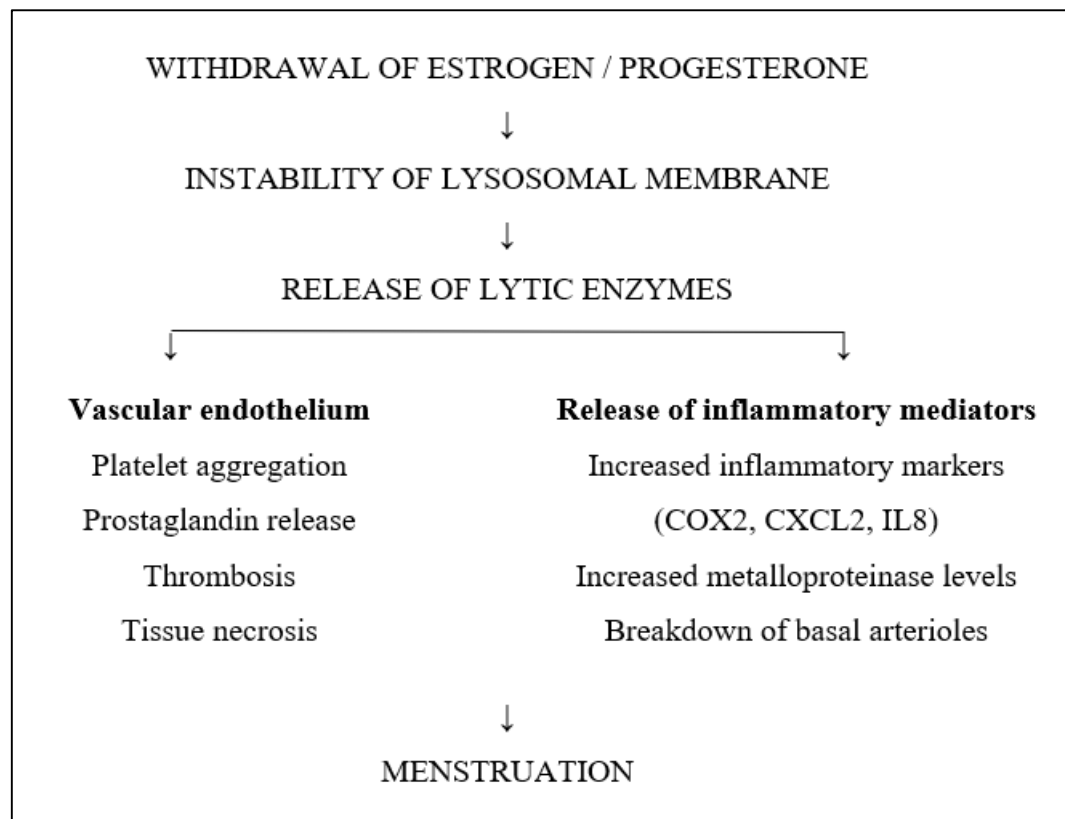 WITHDRAWAL OF ESTROGEN / PROGESTERONE
↓
INSTABILITY OF LYSOSOMAL MEMBRANE
↓
RELEASE OF LYTIC ENZYMES
↓ ↓
Vascular endothelium
Platelet aggregation
Prostaglandin release
Thrombosis
Tissue necrosis
Release of inflammatory mediators
Increased inflammatory markers
(COX2, CXCL2, IL8)
Increased metalloproteinase levels
Breakdown of basal arterioles
↓
MENSTRUATION